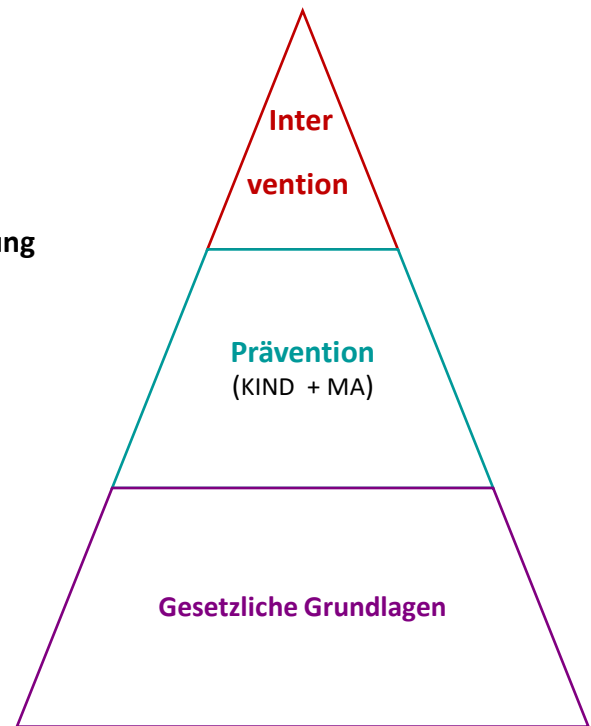 Inter
vention
ung
Prävention
(KIND + MA)
Gesetzliche Grundlagen